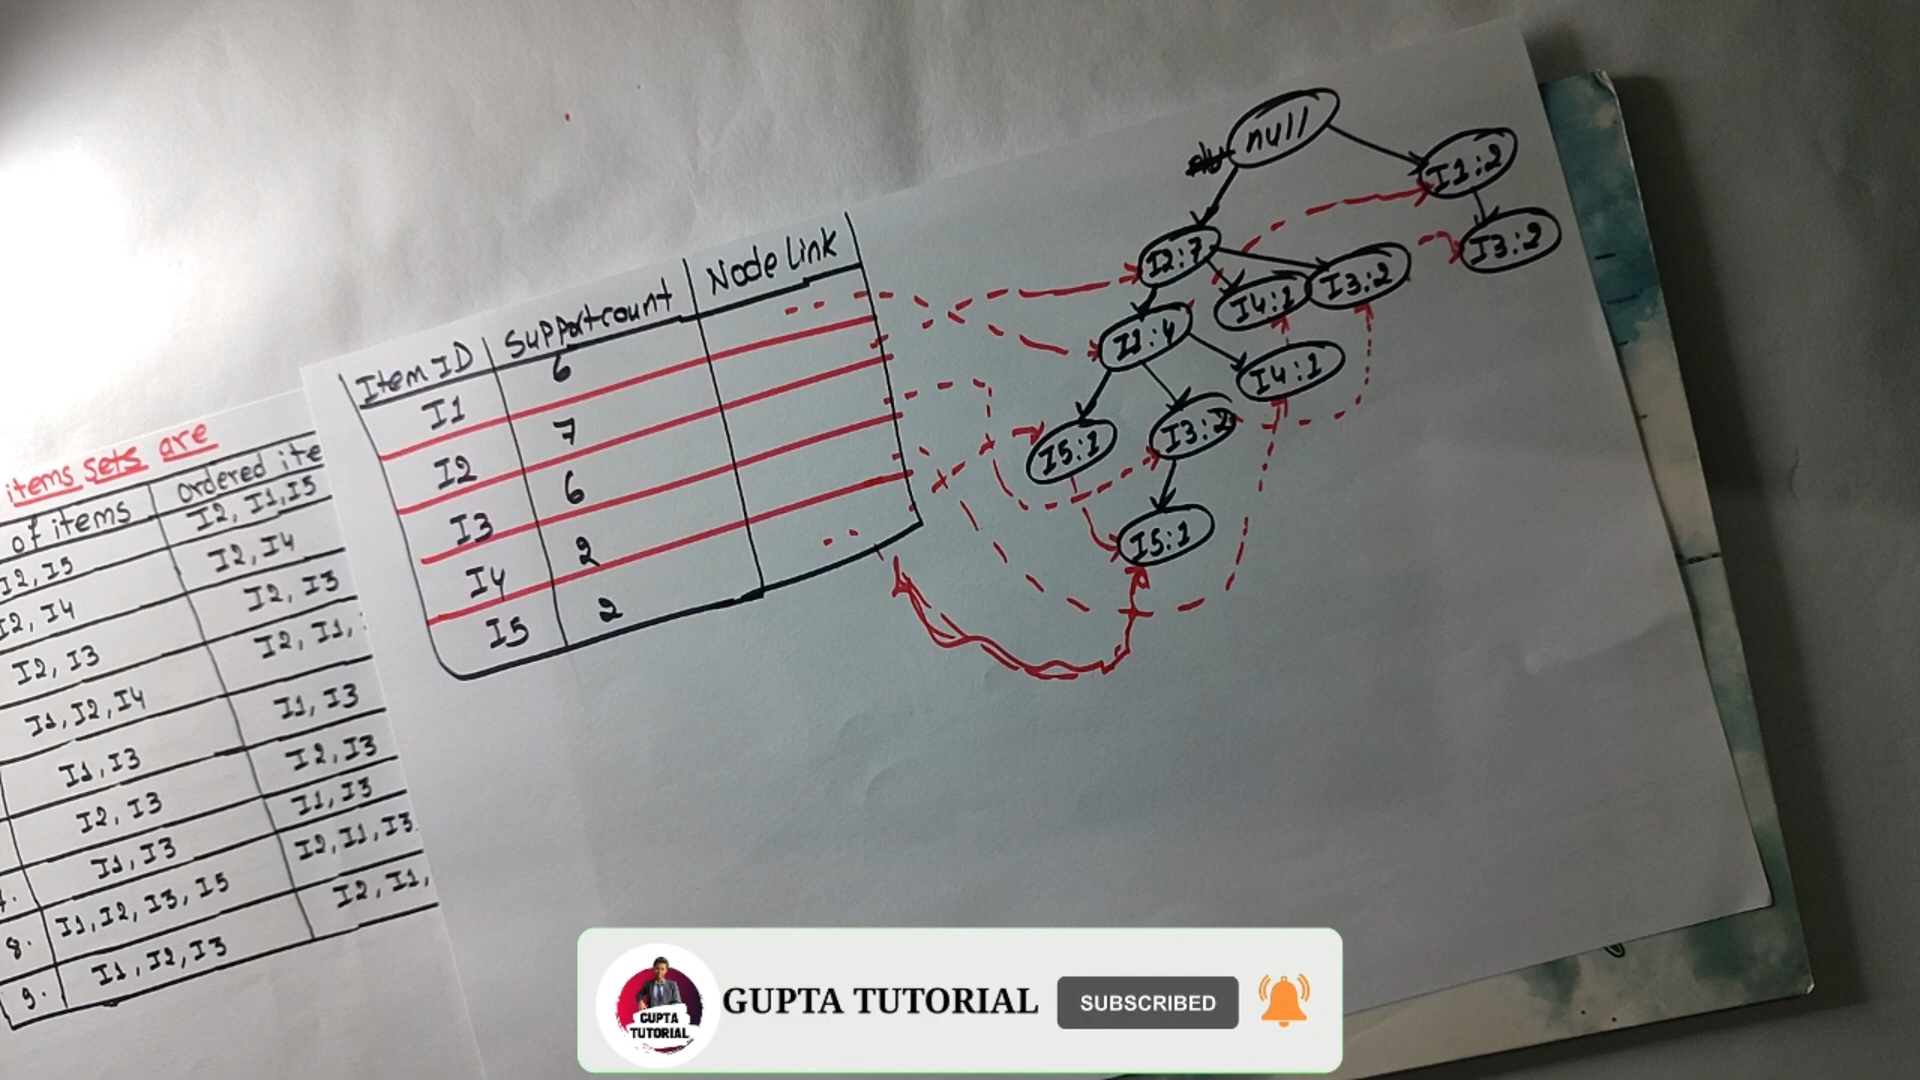 items sets are
of items ordered ite
I2, I5 I2, I1, I5
I2, I4 I2, I4
I2, I3 I2, I3
I1, I2, I4 I2, I1,
I1, I3 I1, I3
I2, I3 I2, I3
I1, I3 I1, I3
8. I1, I2, I3, I5 I2, I1, I3
9. I1, I2, I3 I2, I1,
Item ID Support count Node link
I1 6
I2 7
I3 6
I4 2
I5 2
null
I2:7
I1:2
I1:4
I4:1
I3:2
I3:2
I5:1
I3:2
I4:1
I5:1
GUPTA TUTORIAL
SUBSCRIBED
GUPTA
TUTORIAL